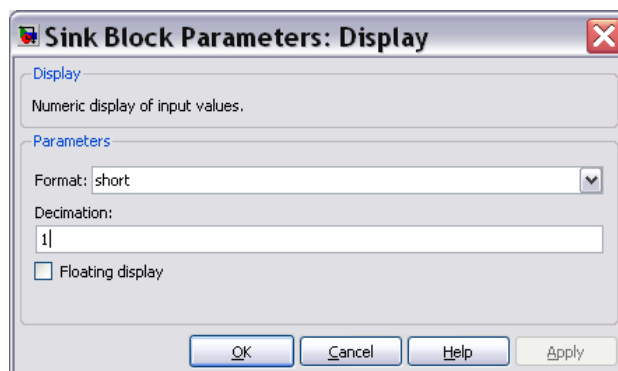 Sink Block Parameters: Display
Display
Numeric display of input values.
Parameters
Format: short
Decimation:
1
Floating display
OK Cancel Help Apply